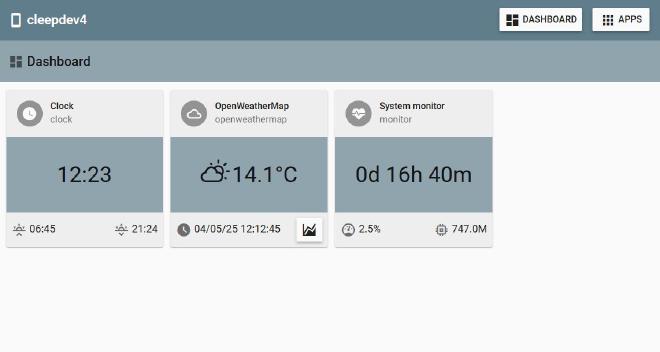 cleepdev4
DASHBOARD
APPS
Dashboard
Clock
clock
12:23
06:45
21:24
OpenWeatherMap
openweathermap
14.1°C
04/05/25 12:12:45
System monitor
monitor
0d 16h 40m
2.5%
747.0M